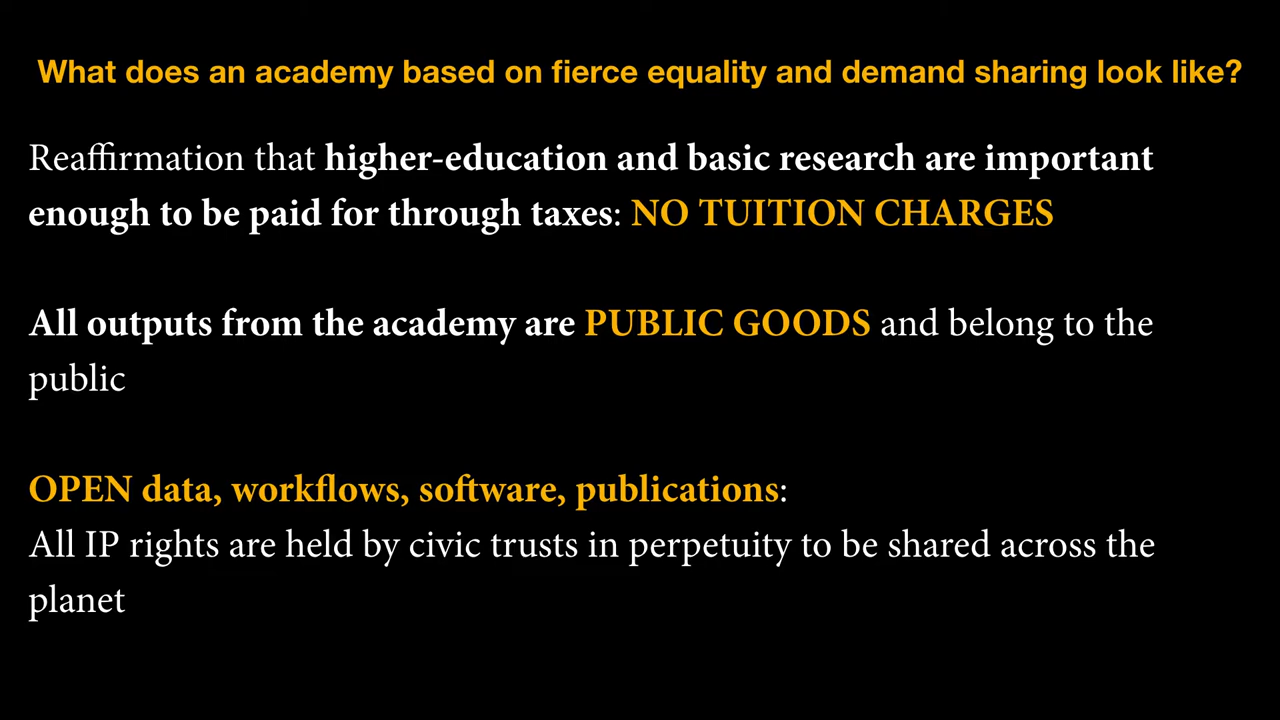 What does an academy based on fierce equality and demand sharing look like?
Reaffirmation that higher-education and basic research are important
enough to be paid for through taxes: NO TUITION CHARGES
All outputs from the academy are PUBLIC GOODS and belong to the
public
OPEN data, workflows, software, publications:
All IP rights are held by civic trusts in perpetuity to be shared across the
planet